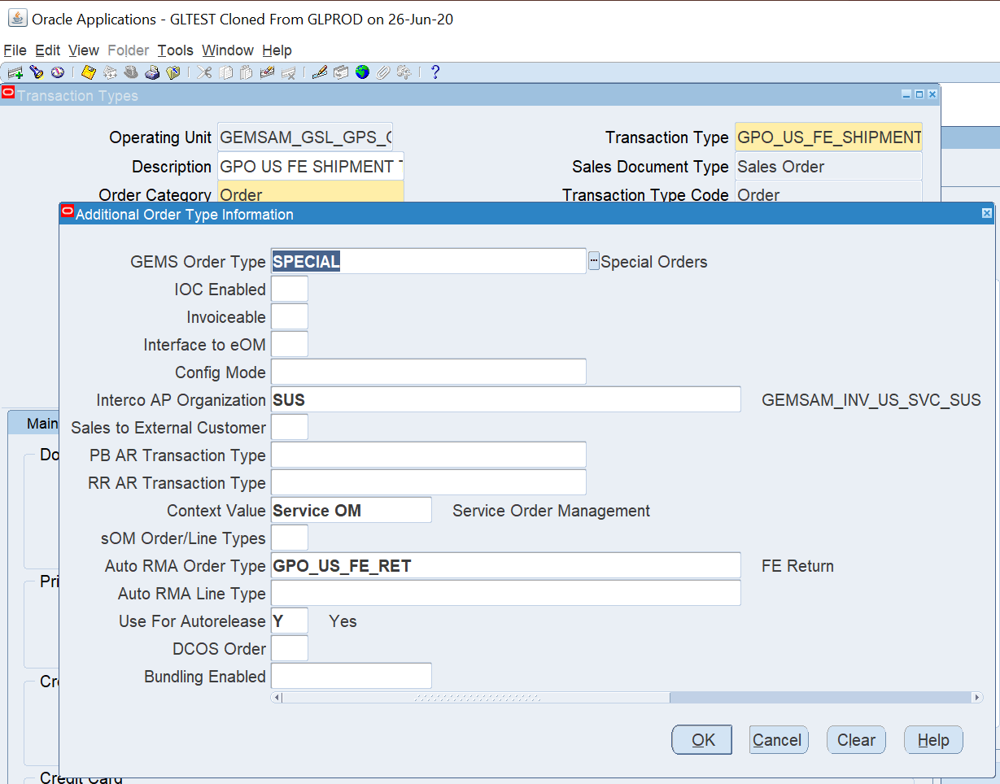 Oracle Applications - GLTEST Cloned From GLPROD on 26-Jun-20
File Edit View Folder Tools Window Help
Transaction Types
Operating Unit GEMSAM_GSL_GPS_ Transaction Type GPO_US_FE_SHIPMENT
Description GPO US FE SHIPMENT Sales Document Type Sales Order
Order Category Order Transaction Type Code Order
Additional Order Type Information
GEMS Order Type SPECIAL Special Orders
IOC Enabled
Invoiceable
Interface to eOM
Config Mode
Interco AP Organization SUS GEMSAM_INV_US_SVC_SUS
Main Sales to External Customer
Do PB AR Transaction Type
RR AR Transaction Type
Context Value Service OM Service Order Management
sOM Order/Line Types
Auto RMA Order Type GPO_US_FE_RET FE Return
Pri Auto RMA Line Type
Use For Autorelease Y Yes
DCOS Order
Cre Bundling Enabled
OK Cancel Clear Help
Credit Card